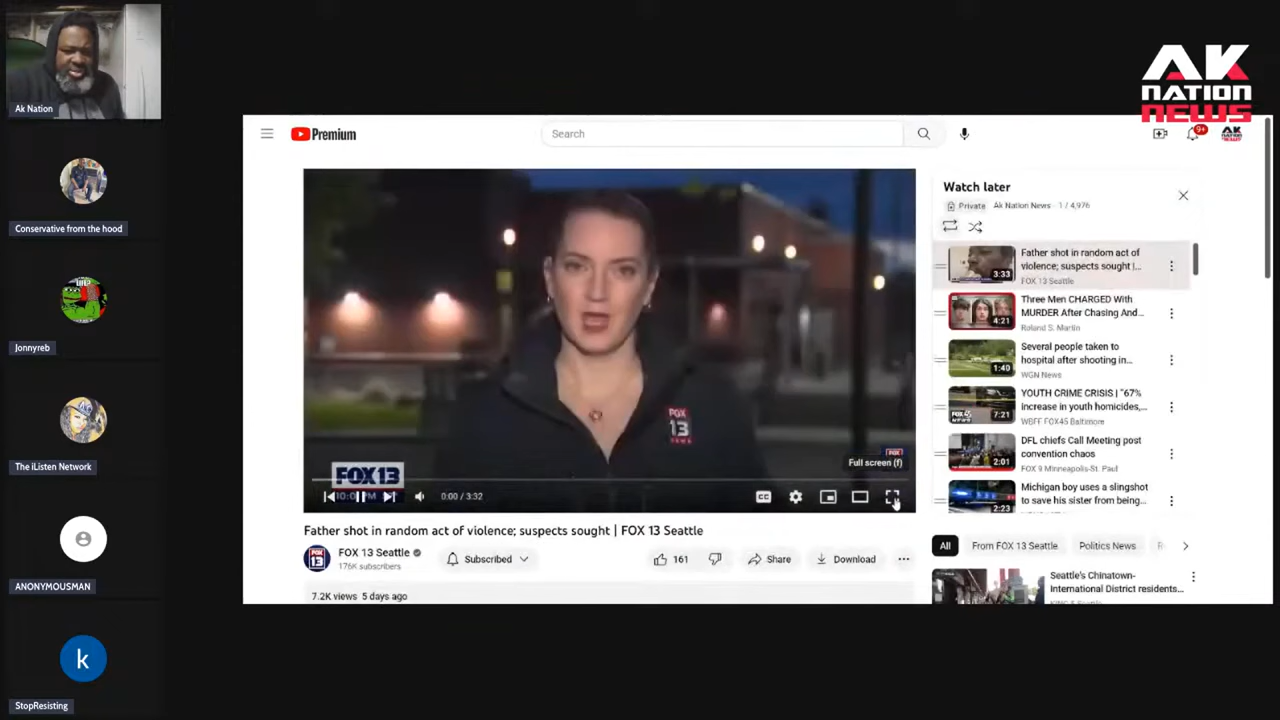 Ak Nation
Conservative from the hood
Jonnyreb
The iListen Network
ANONYMOUSMAN
k
StopResisting
AK
NATION
NEWS
Premium
Search
9+
FOX
13
NEWS
FOX13
Full screen (f)
0:00 / 3:32
CC
Father shot in random act of violence; suspects sought | FOX 13 Seattle
FOX 13 Seattle
176K subscribers
Subscribed
161
Share
Download
7.2K views 5 days ago
Watch later
Private Ak Nation News · 1 / 4,976
3:33
Father shot in random act of
violence; suspects sought |...
FOX 13 Seattle
4:21
Three Men CHARGED With
MURDER After Chasing And...
Roland S. Martin
1:40
Several people taken to
hospital after shooting in...
WGN News
7:21
YOUTH CRIME CRISIS | "67%
increase in youth homicides,...
WBFF FOX45 Baltimore
2:01
DFL chiefs Call Meeting post
convention chaos
FOX 9 Minneapolis-St. Paul
2:23
Michigan boy uses a slingshot
to save his sister from being...
All
From FOX 13 Seattle
Politics News
Seattle's Chinatown-
International District residents...